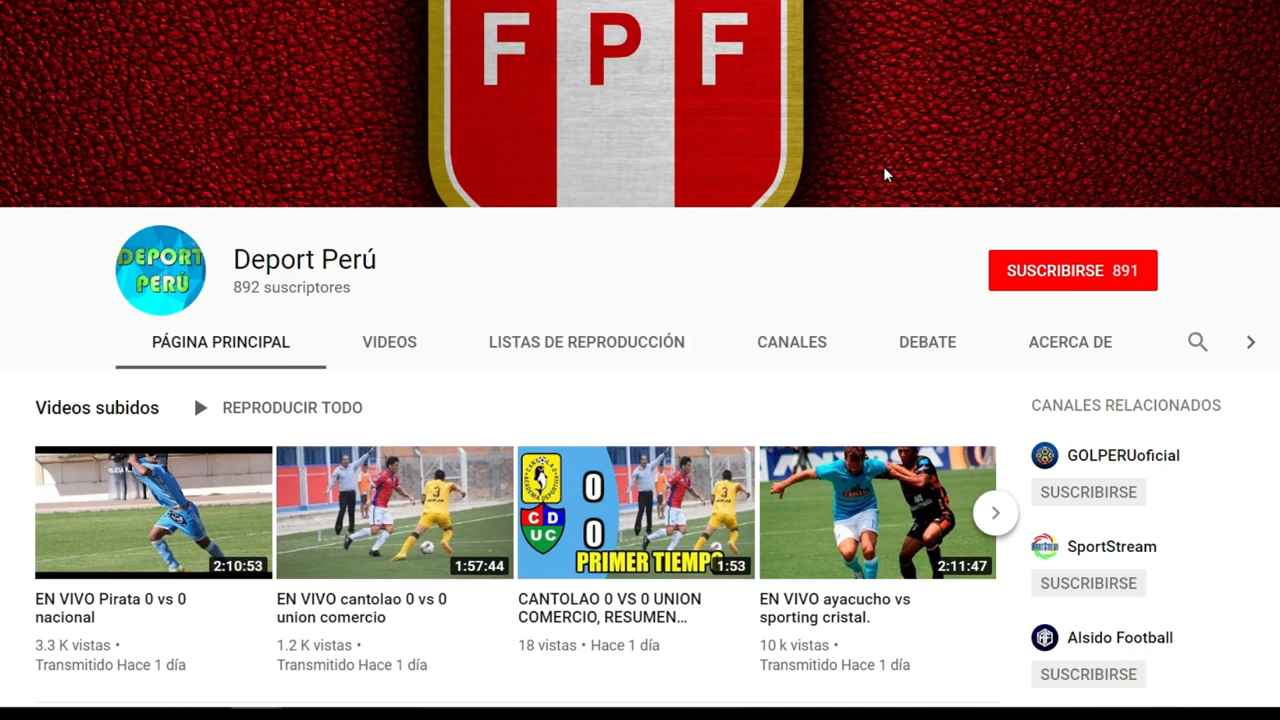 F P F
DEPORT
PERÚ
Deport Perú
892 suscriptores
SUSCRIBIRSE 891
PÁGINA PRINCIPAL
VIDEOS
LISTAS DE REPRODUCCIÓN
CANALES
DEBATE
ACERCA DE
Videos subidos
REPRODUCIR TODO
2:10:53
EN VIVO Pirata 0 vs 0
nacional
3.3 K vistas •
Transmitido Hace 1 día
1:57:44
EN VIVO cantolao 0 vs 0
union comercio
1.2 K vistas •
Transmitido Hace 1 día
0
0
C D
U C
PRIMER TIEMPO
1:53
CANTOLAO 0 VS 0 UNION
COMERCIO, RESUMEN...
18 vistas • Hace 1 día
2:11:47
EN VIVO ayacucho vs
sporting cristal.
10 k vistas •
Transmitido Hace 1 día
CANALES RELACIONADOS
GOLPERUoficial
SUSCRIBIRSE
SportStream
SUSCRIBIRSE
Alsido Football
SUSCRIBIRSE